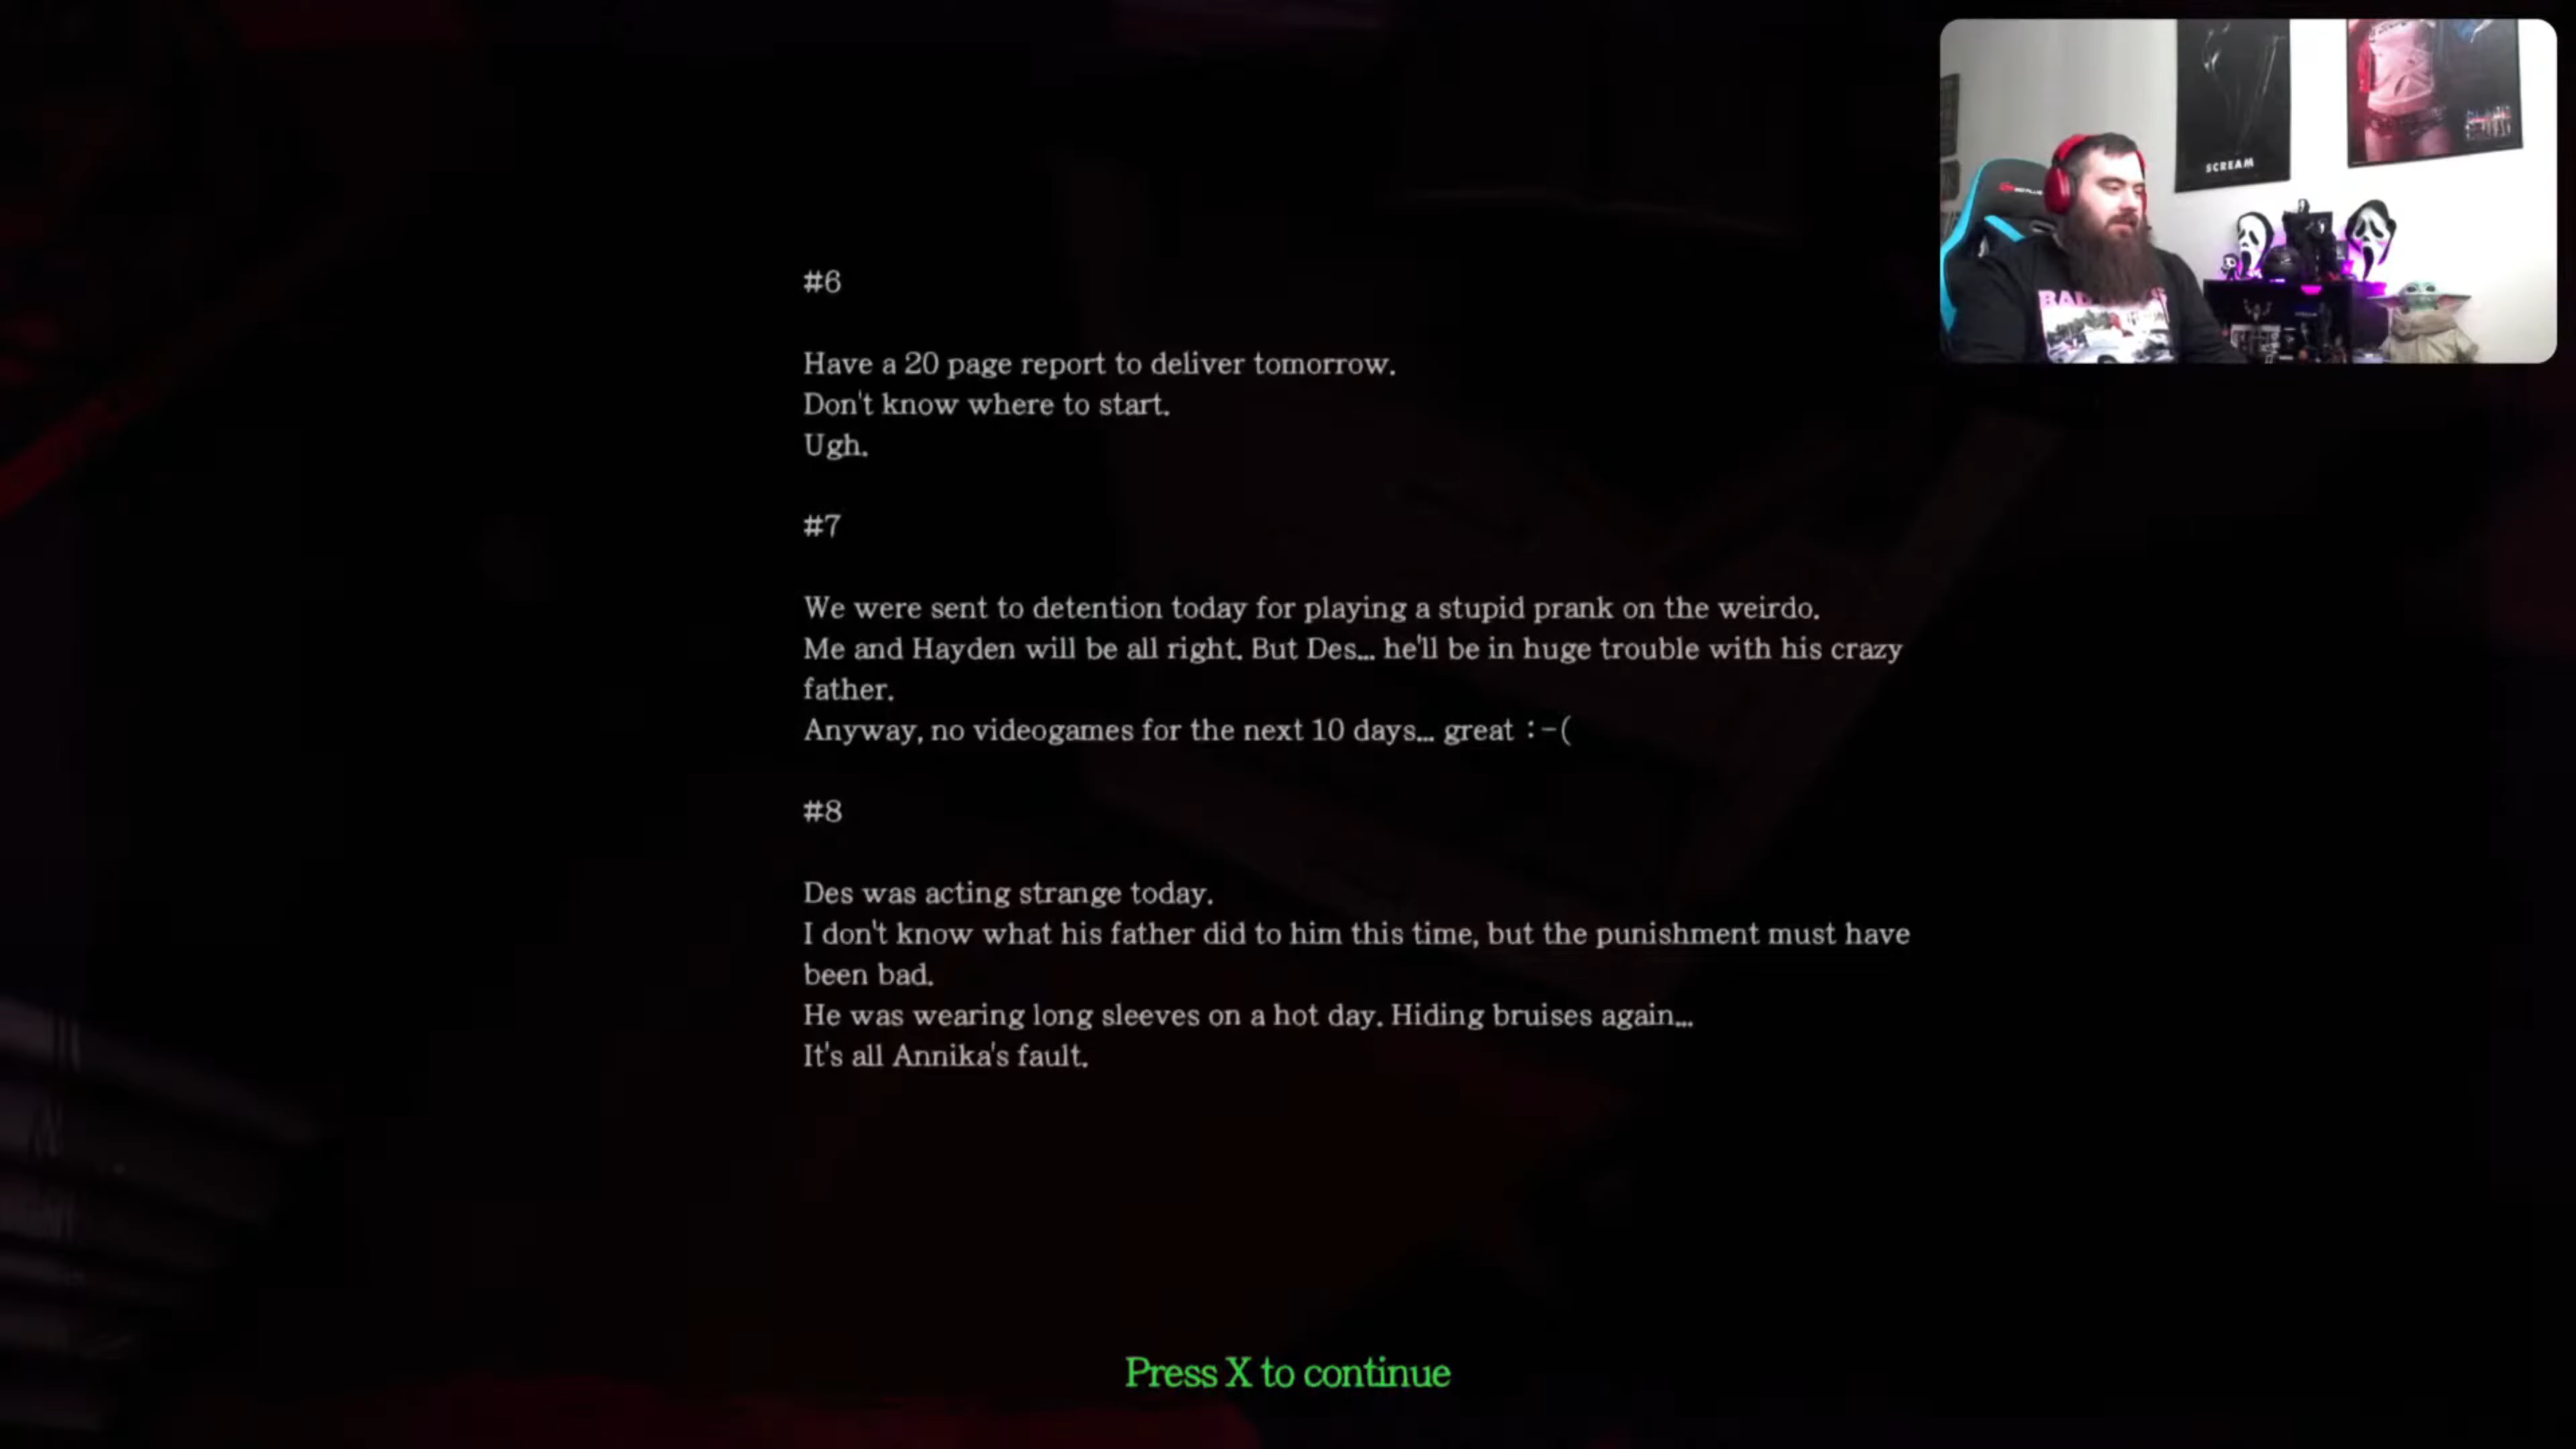 SCREAM
#6
Have a 20 page report to deliver tomorrow.
Don't know where to start.
Ugh.
#7
We were sent to detention today for playing a stupid prank on the weirdo.
Me and Hayden will be all right. But Des... he'll be in huge trouble with his crazy
father.
Anyway, no videogames for the next 10 days... great :-(
#8
Des was acting strange today.
I don't know what his father did to him this time, but the punishment must have
been bad.
He was wearing long sleeves on a hot day. Hiding bruises again...
It's all Annika's fault.
Press X to continue